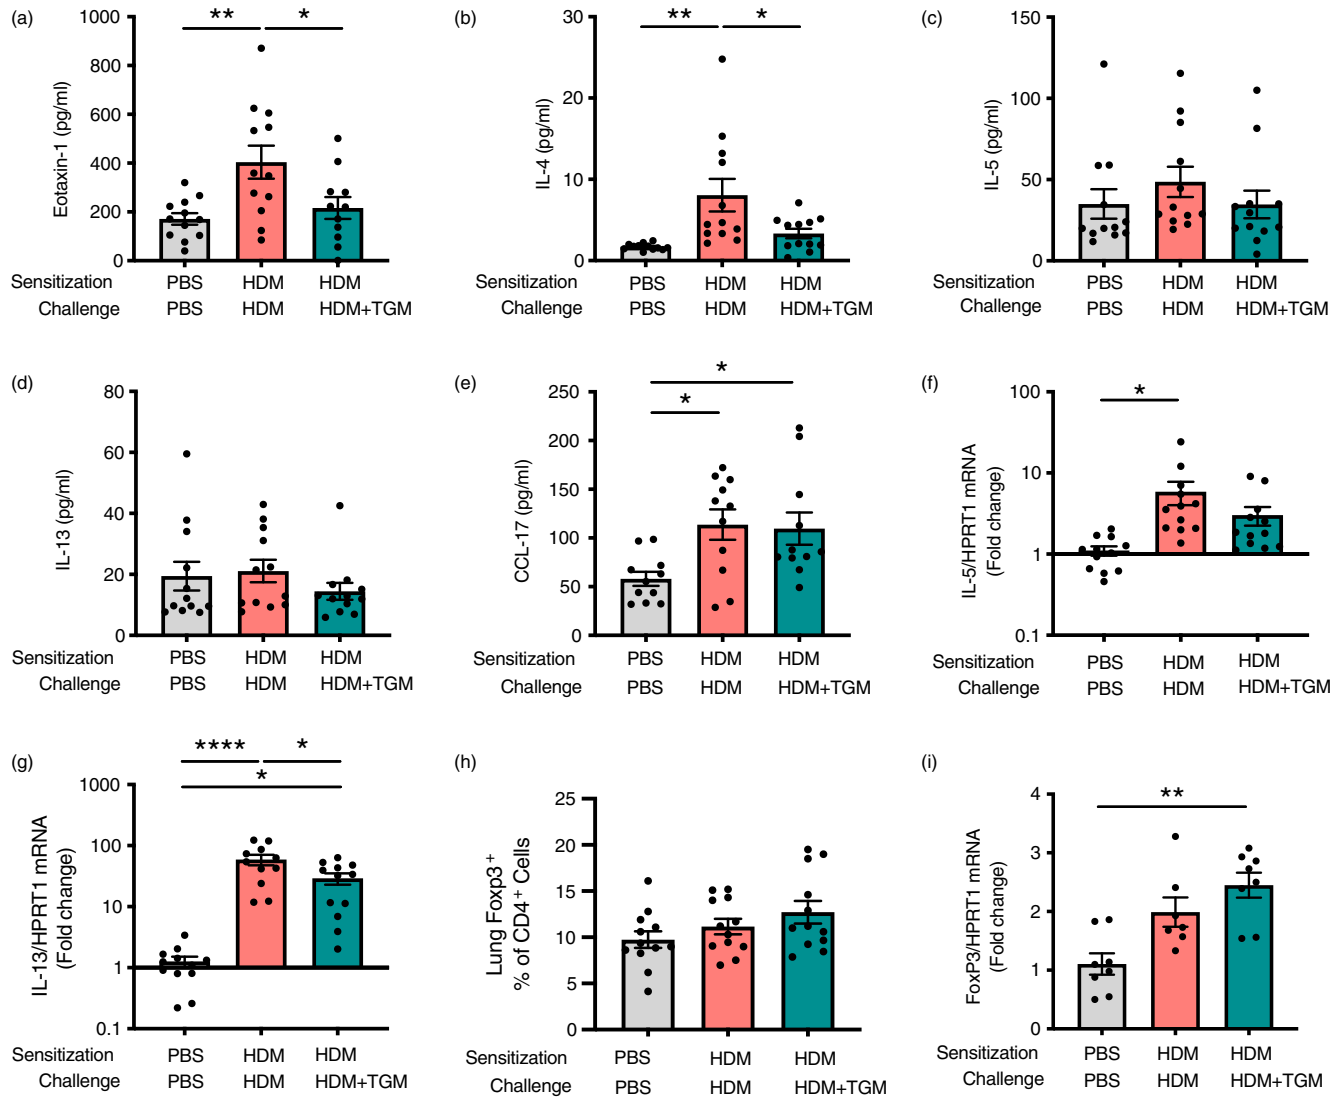 (a)
** *
Eotaxin-1 (pg/ml)
1000
800
600
400
200
0
Sensitization PBS HDM HDM
Challenge PBS HDM HDM+TGM
(b)
** *
IL-4 (pg/ml)
30
20
10
0
PBS HDM HDM
PBS HDM HDM+TGM
(c)
IL-5 (pg/ml)
150
100
50
0
Sensitization PBS HDM HDM
Challenge PBS HDM HDM+TGM
(d)
IL-13 (pg/ml)
80
60
40
20
0
Sensitization PBS HDM HDM
Challenge PBS HDM HDM+TGM
(e)
*
*
CCL-17 (pg/ml)
250
200
150
100
50
0
Sensitization PBS HDM HDM
Challenge PBS HDM HDM+TGM
(f)
*
IL-5/HPRT1 mRNA
(Fold change)
100
10
1
0.1
Sensitization PBS HDM HDM
Challenge PBS HDM HDM+TGM
(g)
**** *
*
IL-13/HPRT1 mRNA
(Fold change)
1000
100
10
1
0.1
Sensitization PBS HDM HDM
Challenge PBS HDM HDM+TGM
(h)
Lung Foxp3+
% of CD4+ Cells
25
20
15
10
5
0
Sensitization PBS HDM HDM
Challenge PBS HDM HDM+TGM
(i)
**
FoxP3/HPRT1 mRNA
(Fold change)
4
3
2
1
0
Sensitization PBS HDM HDM
Challenge PBS HDM HDM+TGM